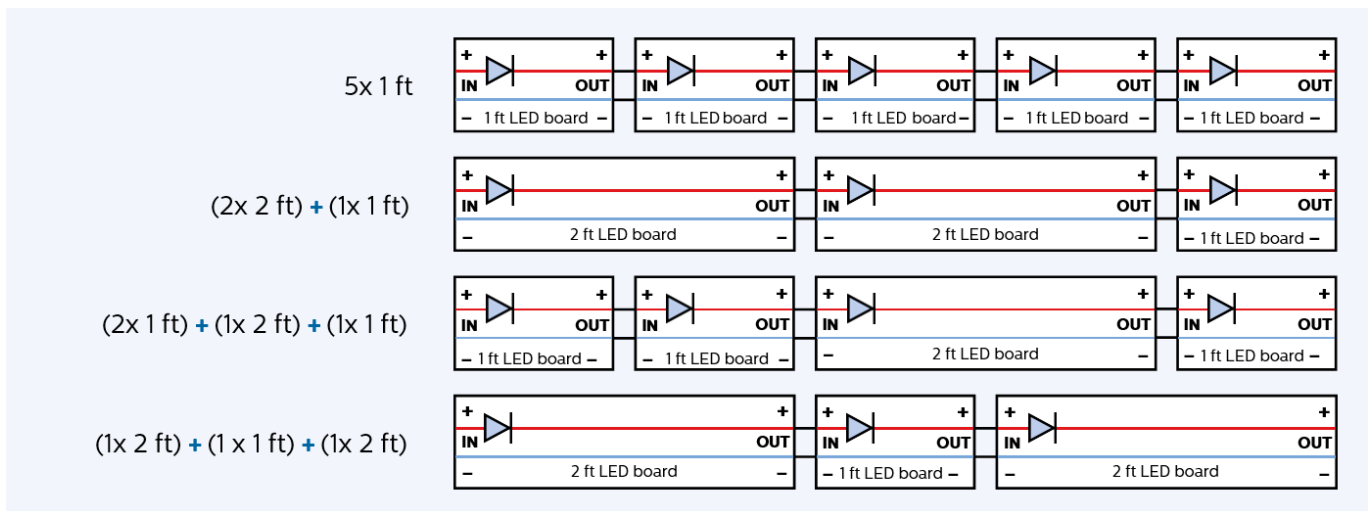 5x 1 ft
+ + + + + + + + + +
IN OUT IN OUT IN OUT IN OUT IN OUT
– 1 ft LED board – – 1 ft LED board – – 1 ft LED board – – 1 ft LED board – – 1 ft LED board –
(2x 2 ft) + (1x 1 ft)
+ + + + + +
IN OUT IN OUT IN OUT
– 2 ft LED board – – 2 ft LED board – – 1 ft LED board –
(2x 1 ft) + (1x 2 ft) + (1x 1 ft)
+ + + + + + + +
IN OUT IN OUT IN OUT IN OUT
– 1 ft LED board – – 1 ft LED board – – 2 ft LED board – – 1 ft LED board –
(1x 2 ft) + (1 x 1 ft) + (1x 2 ft)
+ + + + + +
IN OUT IN OUT IN OUT
– 2 ft LED board – – 1 ft LED board – – 2 ft LED board –